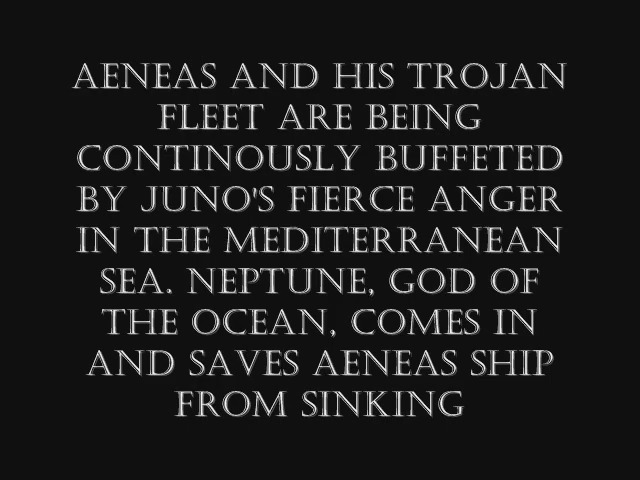 AENEAS AND HIS TROJAN
FLEET ARE BEING
CONTINOUSLY BUFFETED
BY JUNO'S FIERCE ANGER
IN THE MEDITERRANEAN
SEA. NEPTUNE, GOD OF
THE OCEAN, COMES IN
AND SAVES AENEAS SHIP
FROM SINKING